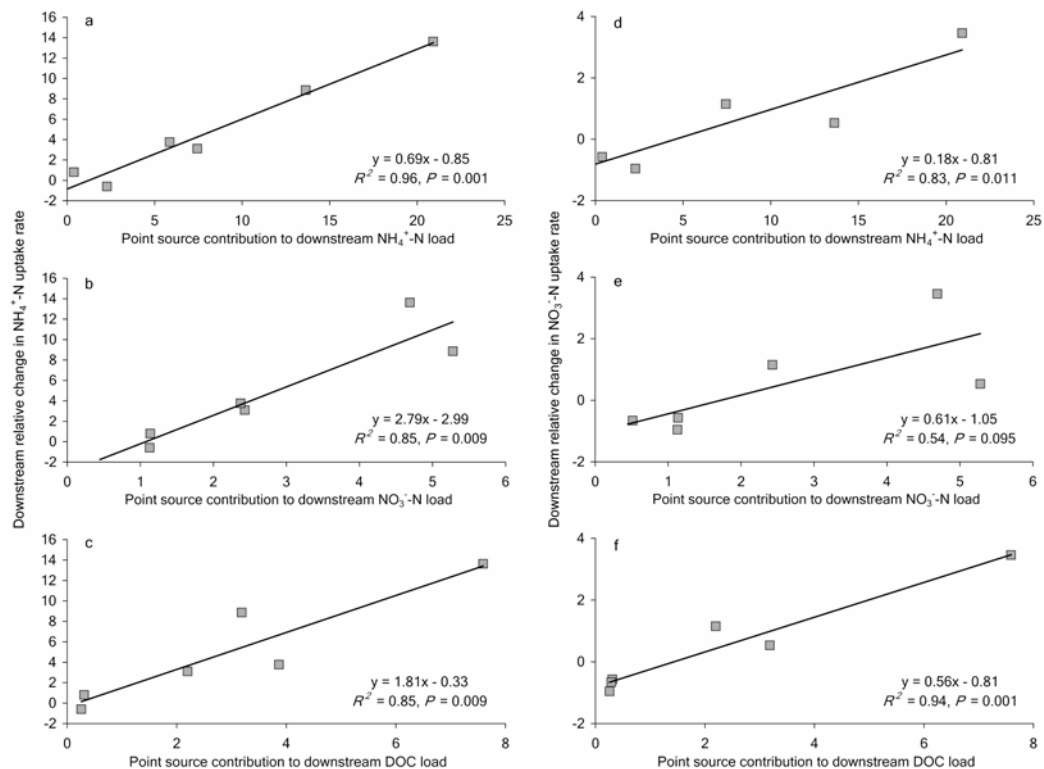 a
16
14
12
10
8
6
4
2
0
-2
y = 0.69x - 0.85
R² = 0.96, P = 0.001
0 5 10 15 20 25
Point source contribution to downstream NH₄⁺-N load
d
4
2
0
-2
y = 0.18x - 0.81
R² = 0.83, P = 0.011
0 5 10 15 20 25
Point source contribution to downstream NH₄⁺-N load
Downstream relative change in NH₄⁺-N uptake rate
b
16
14
12
10
8
6
4
2
0
-2
y = 2.79x - 2.99
R² = 0.85, P = 0.009
0 1 2 3 4 5 6
Point source contribution to downstream NO₃⁻-N load
Downstream relative change in NO₃⁻-N uptake rate
e
4
2
0
-2
y = 0.61x - 1.05
R² = 0.54, P = 0.095
0 1 2 3 4 5 6
Point source contribution to downstream NO₃⁻-N load
c
16
14
12
10
8
6
4
2
0
-2
y = 1.81x - 0.33
R² = 0.85, P = 0.009
0 2 4 6 8
Point source contribution to downstream DOC load
f
4
2
0
-2
y = 0.56x - 0.81
R² = 0.94, P = 0.001
0 2 4 6 8
Point source contribution to downstream DOC load